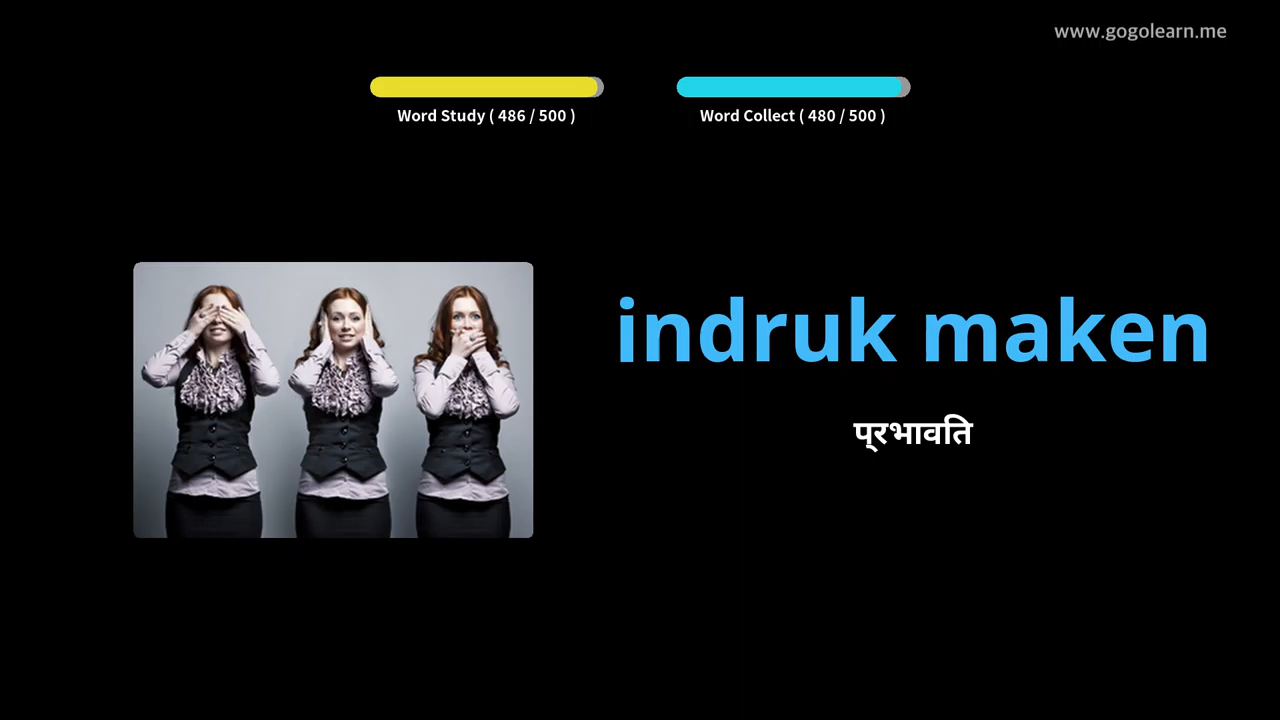 www.gogolearn.me
Word Study ( 486 / 500 )
Word Collect ( 480 / 500 )
indruk maken
प्रभावति